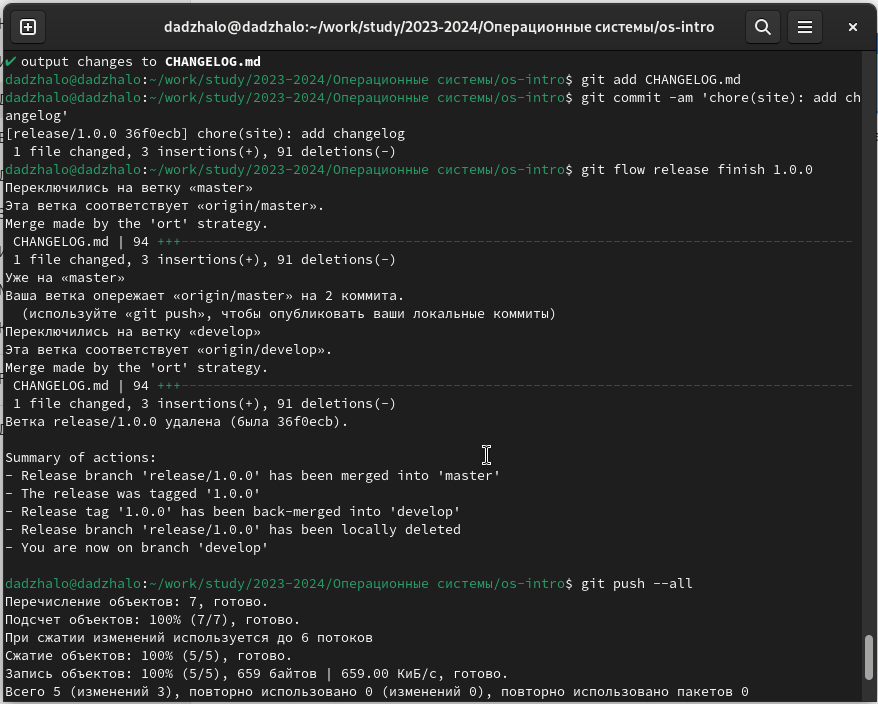 dadzhalo@dadzhalo:~/work/study/2023-2024/Операционные системы/os-intro
✔ output changes to CHANGELOG.md
dadzhalo@dadzhalo:~/work/study/2023-2024/Операционные системы/os-intro$ git add CHANGELOG.md
dadzhalo@dadzhalo:~/work/study/2023-2024/Операционные системы/os-intro$ git commit -am 'chore(site): add ch
angelog'
[release/1.0.0 36f0ecb] chore(site): add changelog
 1 file changed, 3 insertions(+), 91 deletions(-)
dadzhalo@dadzhalo:~/work/study/2023-2024/Операционные системы/os-intro$ git flow release finish 1.0.0
Переключились на ветку «master»
Эта ветка соответствует «origin/master».
Merge made by the 'ort' strategy.
 CHANGELOG.md | 94 +++---------------------------------------------------------------------------------------
 1 file changed, 3 insertions(+), 91 deletions(-)
Уже на «master»
Ваша ветка опережает «origin/master» на 2 коммита.
  (используйте «git push», чтобы опубликовать ваши локальные коммиты)
Переключились на ветку «develop»
Эта ветка соответствует «origin/develop».
Merge made by the 'ort' strategy.
 CHANGELOG.md | 94 +++---------------------------------------------------------------------------------------
 1 file changed, 3 insertions(+), 91 deletions(-)
Ветка release/1.0.0 удалена (была 36f0ecb).
Summary of actions:
- Release branch 'release/1.0.0' has been merged into 'master'
- The release was tagged '1.0.0'
- Release tag '1.0.0' has been back-merged into 'develop'
- Release branch 'release/1.0.0' has been locally deleted
- You are now on branch 'develop'
dadzhalo@dadzhalo:~/work/study/2023-2024/Операционные системы/os-intro$ git push --all
Перечисление объектов: 7, готово.
Подсчет объектов: 100% (7/7), готово.
При сжатии изменений используется до 6 потоков
Сжатие объектов: 100% (5/5), готово.
Запись объектов: 100% (5/5), 659 байтов | 659.00 КиБ/с, готово.
Всего 5 (изменений 3), повторно использовано 0 (изменений 0), повторно использовано пакетов 0